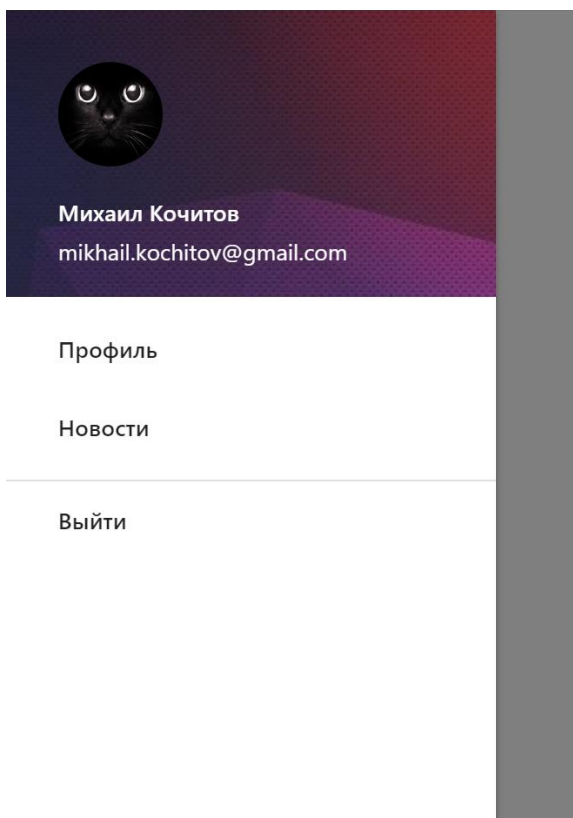 Михаил Кочитов
mikhail.kochitov@gmail.com
Профиль
Новости
Выйти